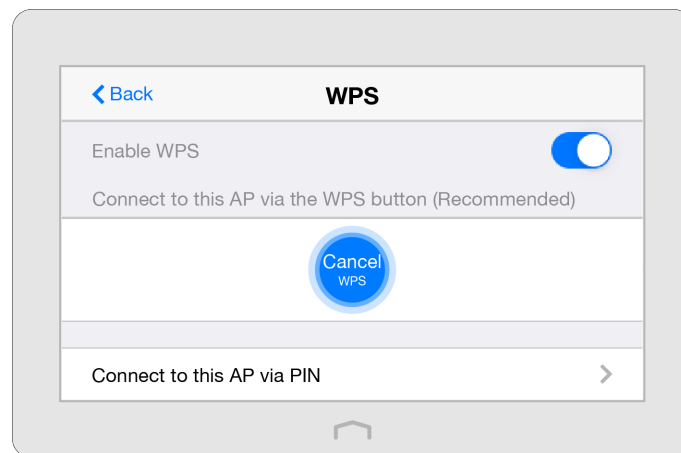 Back
WPS
Enable WPS
Connect to this AP via the WPS button (Recommended)
Cancel
WPS
Connect to this AP via PIN